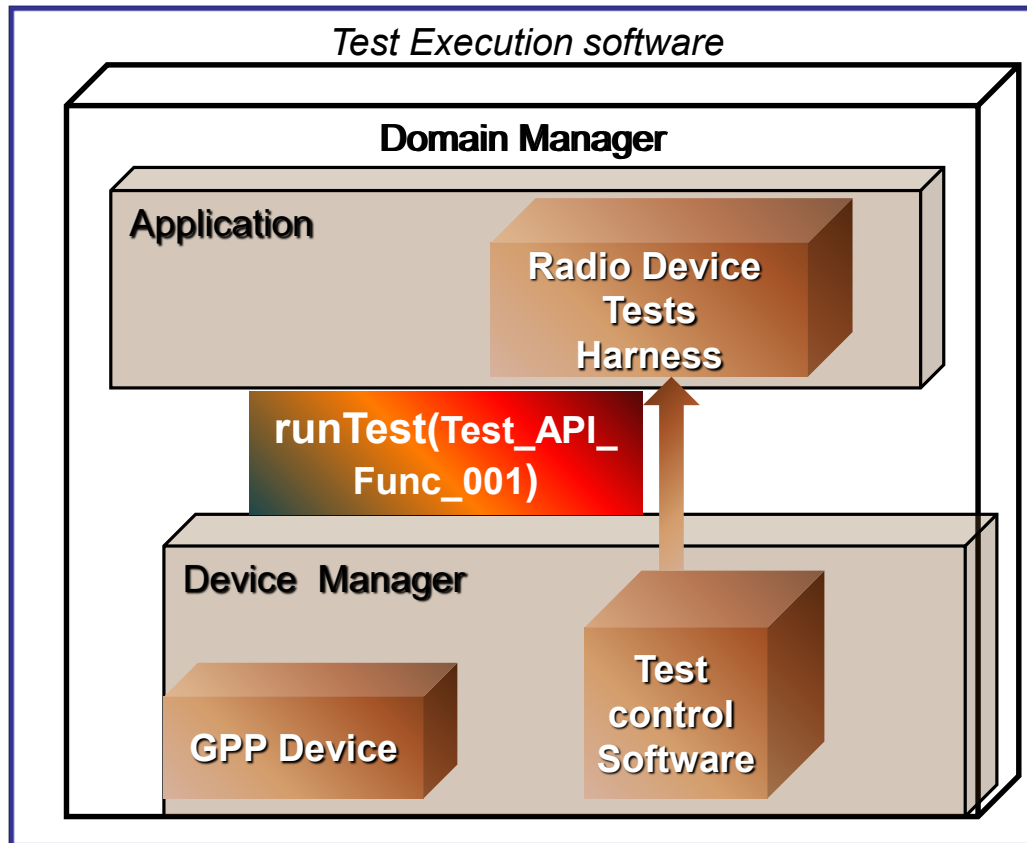 Test Execution software
Domain Manager
Application
Radio Device
Tests
Harness
runTest(Test_API_
Func_001)
Device Manager
Test
control
Software
GPP Device